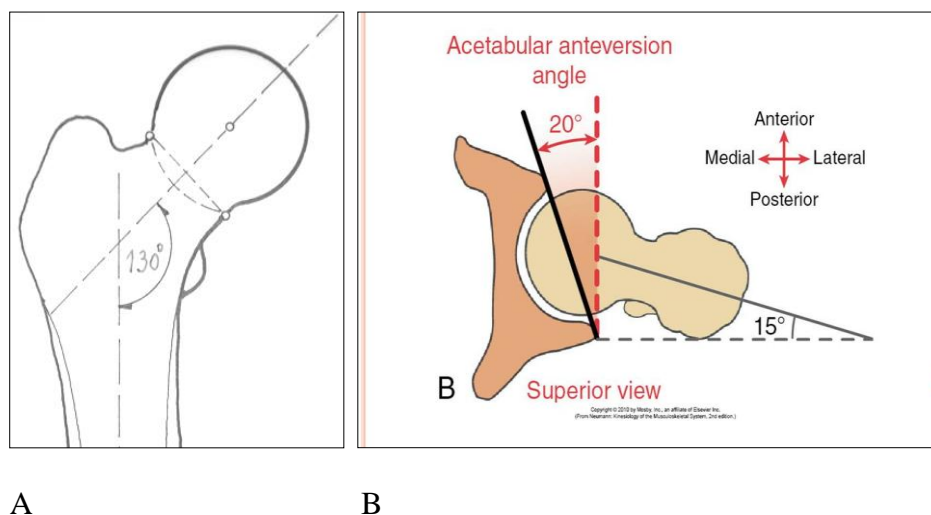 130°
Acetabular anteversion
angle
20°
Anterior
Medial
Lateral
Posterior
15°
B
Superior view
Copyright © 2010 by Mosby, Inc., an affiliate of Elsevier Inc.
(From Neumann: Kinesiology of the Musculoskeletal System, 2nd edition.)
A
B